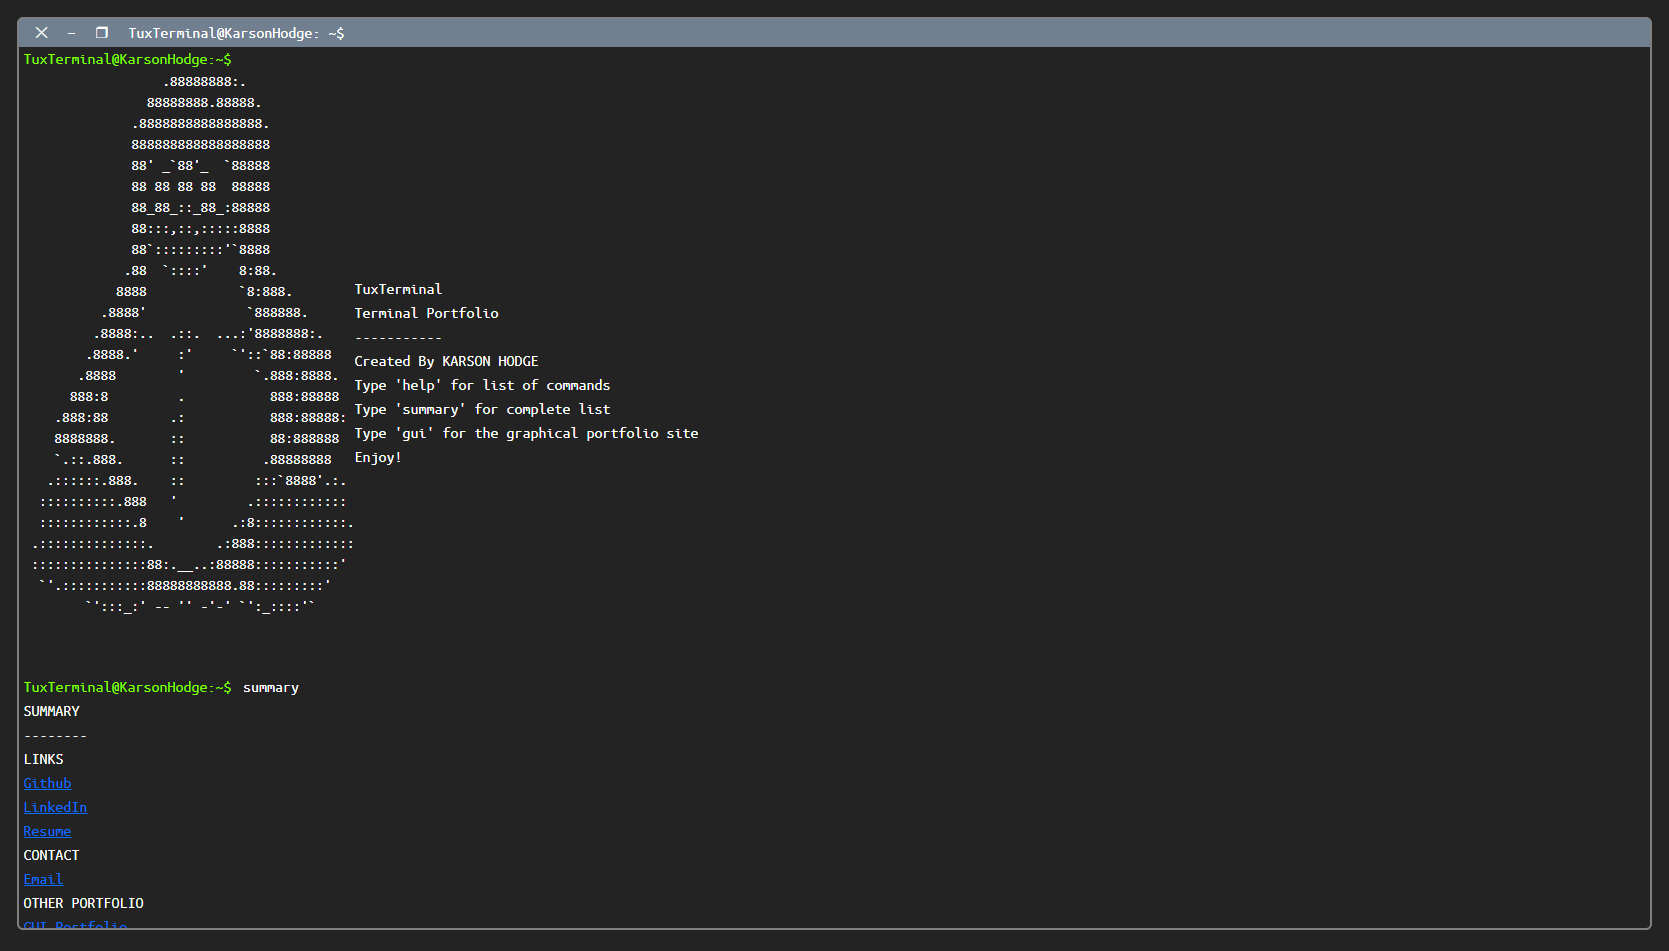 TuxTerminal@KarsonHodge: ~$
TuxTerminal@KarsonHodge:~$
                  .88888888:.
                88888888.88888.
              .8888888888888888.
              888888888888888888
              88' _`88'_  `88888
              88 88 88 88  88888
              88_88_::_88_:88888
              88:::,::,:::::8888
              88`:::::::::'`8888
             .88  `::::'    8:88.
            8888            `8:888.
          .8888'             `888888.
         .8888:..  .::.  ...:'8888888:.
        .8888.'     :'     `'::`88:88888
       .8888        '         `.888:8888.
      888:8         .           888:88888
    .888:88        .:           888:88888:
    8888888.       ::           88:888888
    `.::.888.      ::          .88888888
   .::::::.888.    ::         :::`8888'.:.
  ::::::::::.888   '         .::::::::::::
  ::::::::::::.8    '      .:8::::::::::::.
 .::::::::::::::.        .:888:::::::::::::
 :::::::::::::::88:.__..:88888:::::::::::'
  `'.:::::::::::88888888888.88:::::::::'
        `':::_:' -- '' -'-' `':_::::'`
TuxTerminal
Terminal Portfolio
-----------
Created By KARSON HODGE
Type 'help' for list of commands
Type 'summary' for complete list
Type 'gui' for the graphical portfolio site
Enjoy!
TuxTerminal@KarsonHodge:~$ summary
SUMMARY
--------
LINKS
Github
LinkedIn
Resume
CONTACT
Email
OTHER PORTFOLIO
GUI Portfolio